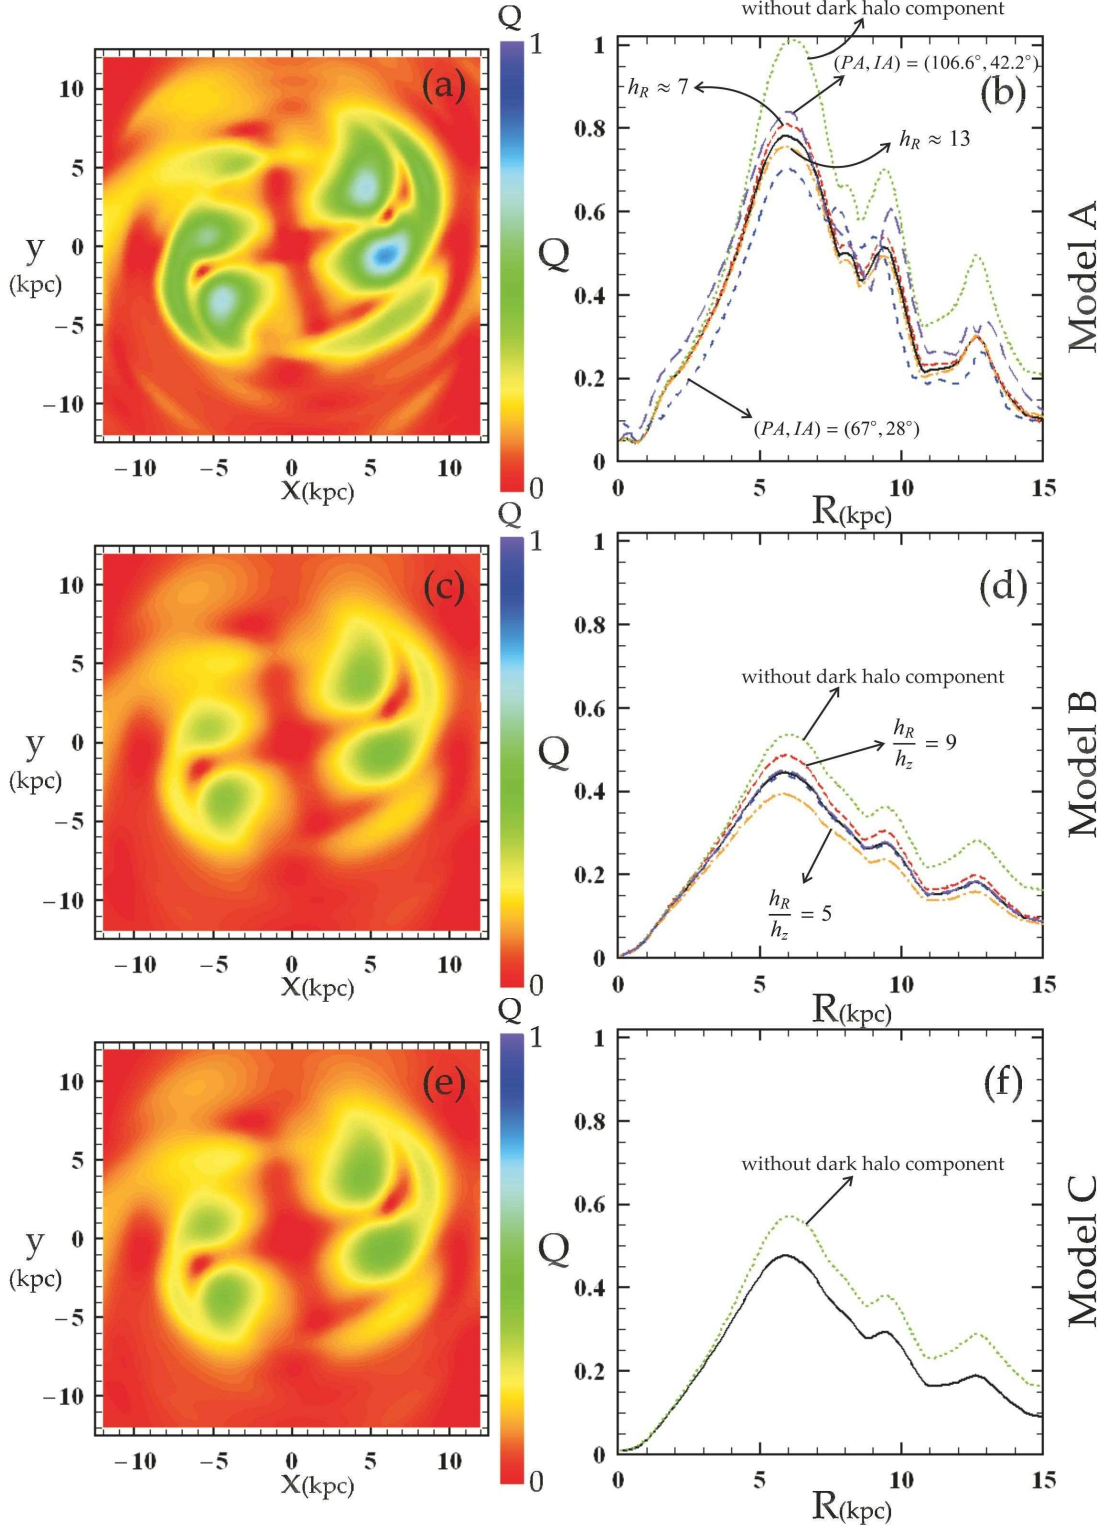 Q
1
(a)
10
5
y
0
(kpc)
−5
−10
−10
−5
0
5
10
X(kpc)
Q
0
without dark halo component
(PA, IA) = (106.6°, 42.2°)
hR ≈ 7
(b)
hR ≈ 13
(PA, IA) = (67°, 28°)
1
0.8
0.6
0.4
0.2
0
0
5
10
15
R(kpc)
Model A
Q
1
(c)
10
5
y
0
(kpc)
−5
−10
−10
−5
0
5
10
X(kpc)
Q
0
(d)
without dark halo component
hR/hz = 9
hR/hz = 5
1
0.8
0.6
0.4
0.2
0
0
5
10
15
R(kpc)
Model B
Q
1
(e)
10
5
y
0
(kpc)
−5
−10
−10
−5
0
5
10
X(kpc)
Q
0
(f)
without dark halo component
1
0.8
0.6
0.4
0.2
0
0
5
10
15
R(kpc)
Model C